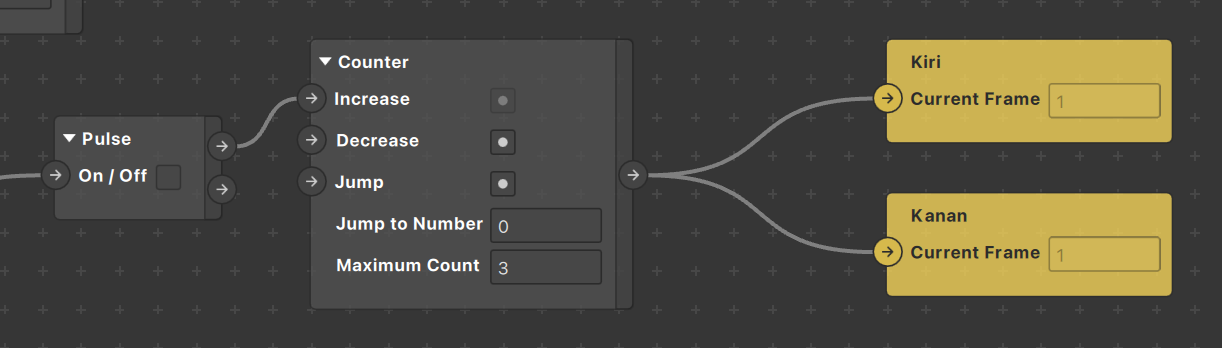 Pulse
On / Off
Counter
Increase
Decrease
Jump
Jump to Number 0
Maximum Count 3
Kiri
Current Frame 1
Kanan
Current Frame 1